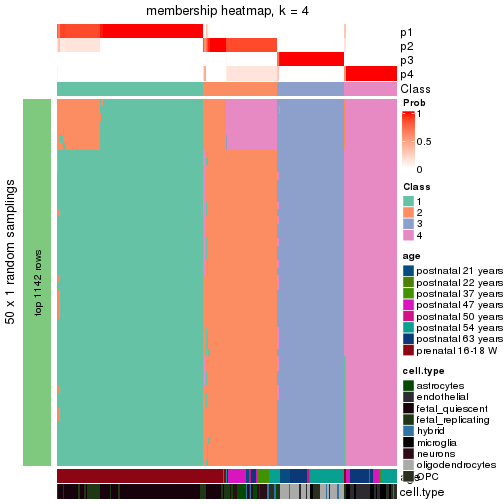 membership heatmap, k = 4
p1
p2
p3
p4
Class
50 x 1 random samplings
top 1142 rows
Prob
1
0.5
0
Class
1
2
3
4
age
postnatal 21 years
postnatal 22 years
postnatal 37 years
postnatal 47 years
postnatal 50 years
postnatal 54 years
postnatal 63 years
prenatal 16-18 W
cell.type
astrocytes
endothelial
fetal_quiescent
fetal_replicating
hybrid
microglia
neurons
oligodendrocytes
OPC
age
cell.type